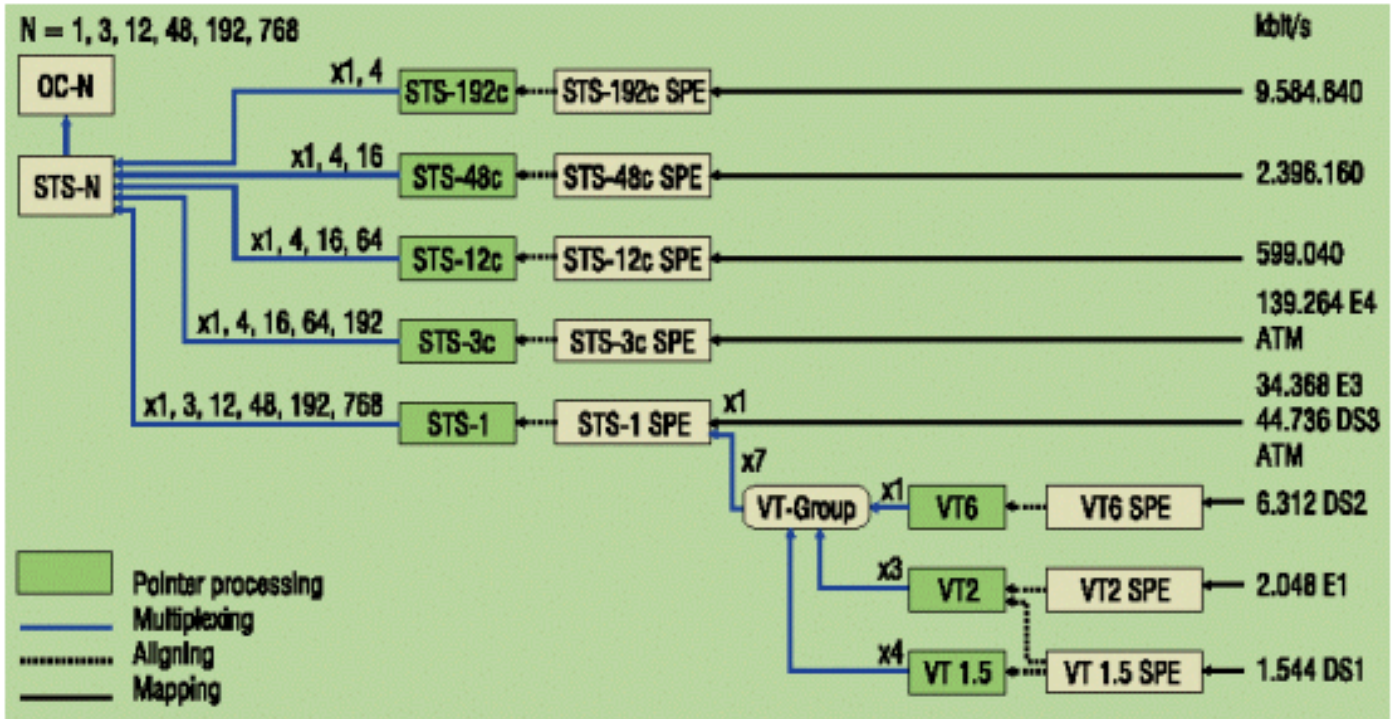 N = 1, 3, 12, 48, 192, 768
kbit/s
OC-N
x1, 4
STS-192c
STS-192c SPE
9.584.640
STS-N
x1, 4, 16
STS-48c
STS-48c SPE
2.396.160
x1, 4, 16, 64
STS-12c
STS-12c SPE
599.040
x1, 4, 16, 64, 192
STS-3c
STS-3c SPE
139.264 E4
ATM
x1, 3, 12, 48, 192, 768
STS-1
STS-1 SPE
x1
34.368 E3
44.736 DS3
ATM
x7
VT-Group
x1
VT6
VT6 SPE
6.312 DS2
x3
VT2
VT2 SPE
2.048 E1
x4
VT 1.5
VT 1.5 SPE
1.544 DS1
Pointer processing
Multiplexing
Aligning
Mapping